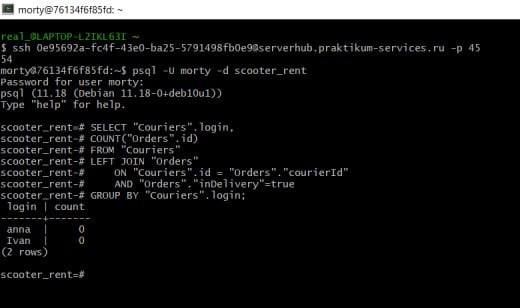 morty@76134f6f85fd: ~
real_@LAPTOP-L2IKL63I ~
$ ssh 0e95692a-fc4f-43e0-ba25-5791498fb0e9@serverhub.praktikum-services.ru -p 45
54
morty@76134f6f85fd:~$ psql -U morty -d scooter_rent
Password for user morty:
psql (11.18 (Debian 11.18-0+deb10u1))
Type "help" for help.
scooter_rent=# SELECT "Couriers".login,
scooter_rent-# COUNT("Orders".id)
scooter_rent-# FROM "Couriers"
scooter_rent-# LEFT JOIN "Orders"
scooter_rent-#     ON "Couriers".id = "Orders"."courierId"
scooter_rent-#     AND "Orders"."inDelivery"=true
scooter_rent-# GROUP BY "Couriers".login;
 login | count
-------+-------
 anna  |     0
 Ivan  |     0
(2 rows)
scooter_rent=#